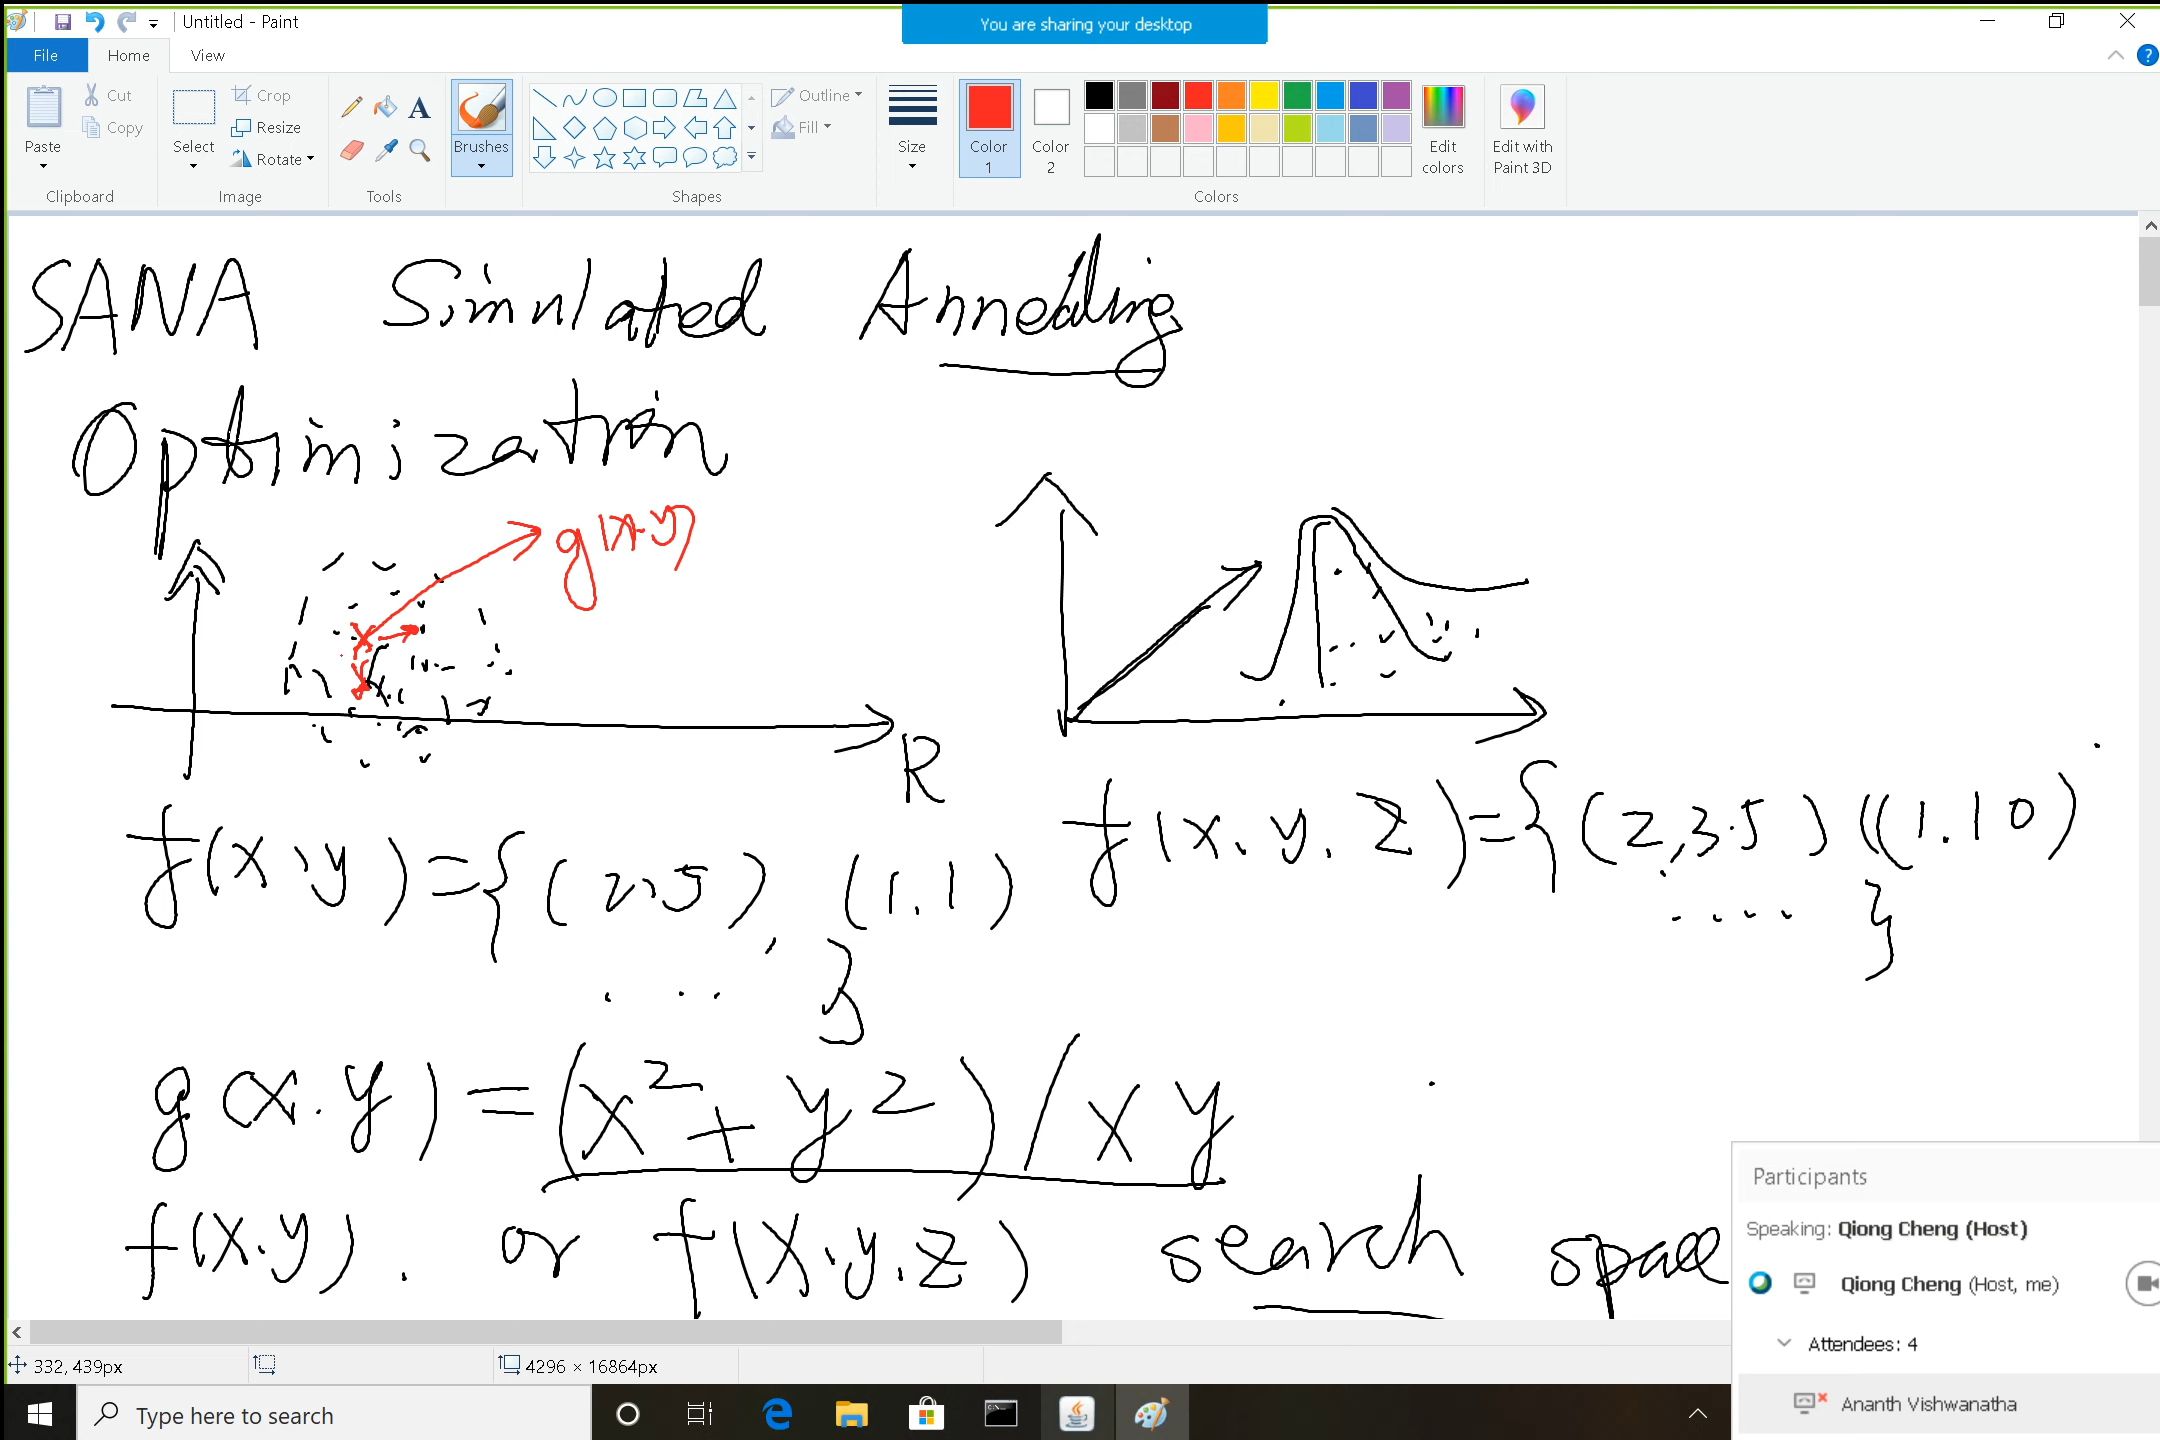 Untitled - Paint
You are sharing your desktop
File Home View
Paste
Cut
Copy
Clipboard
Select
Crop
Resize
Rotate
Image
A
Tools
Brushes
Outline
Fill
Shapes
Size
Color 1
Color 2
Edit colors
Edit with Paint 3D
Colors
SANA Simulated Annealing
Optimization
g(x.y)
R
f(x.y)={(2.5), (1.1)
... }
f(x.y.z)={(2,3.5) ((1.10)
.... }
g(x.y)=(x²+y²)/xy
f(x.y). or f(x.y.z) search space
Participants
Speaking: Qiong Cheng (Host)
Qiong Cheng (Host, me)
Attendees: 4
Ananth Vishwanatha
332, 439px
4296 × 16864px
Type here to search